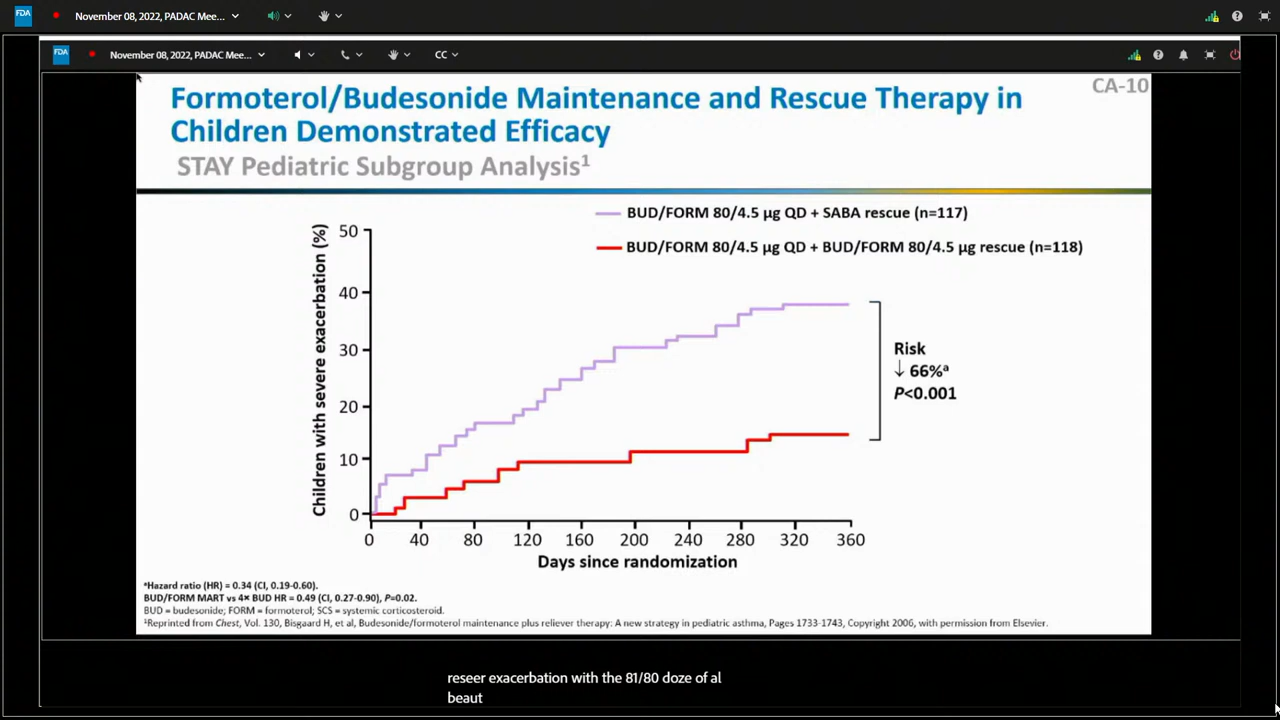 FDA
November 08, 2022, PADAC Mee...
FDA
November 08, 2022, PADAC Mee...
CC
CA-10
Formoterol/Budesonide Maintenance and Rescue Therapy in
Children Demonstrated Efficacy
STAY Pediatric Subgroup Analysis¹
BUD/FORM 80/4.5 µg QD + SABA rescue (n=117)
BUD/FORM 80/4.5 µg QD + BUD/FORM 80/4.5 µg rescue (n=118)
Children with severe exacerbation (%)
50
40
30
20
10
0
Risk
↓ 66%ᵃ
P<0.001
0 40 80 120 160 200 240 280 320 360
Days since randomization
ᵃHazard ratio (HR) = 0.34 (CI, 0.19-0.60).
BUD/FORM MART vs 4× BUD HR = 0.49 (CI, 0.27-0.90), P=0.02.
BUD = budesonide; FORM = formoterol; SCS = systemic corticosteroid.
¹Reprinted from Chest, Vol. 130, Bisgaard H, et al, Budesonide/formoterol maintenance plus reliever therapy: A new strategy in pediatric asthma, Pages 1733-1743, Copyright 2006, with permission from Elsevier.
reseer exacerbation with the 81/80 doze of al
beaut